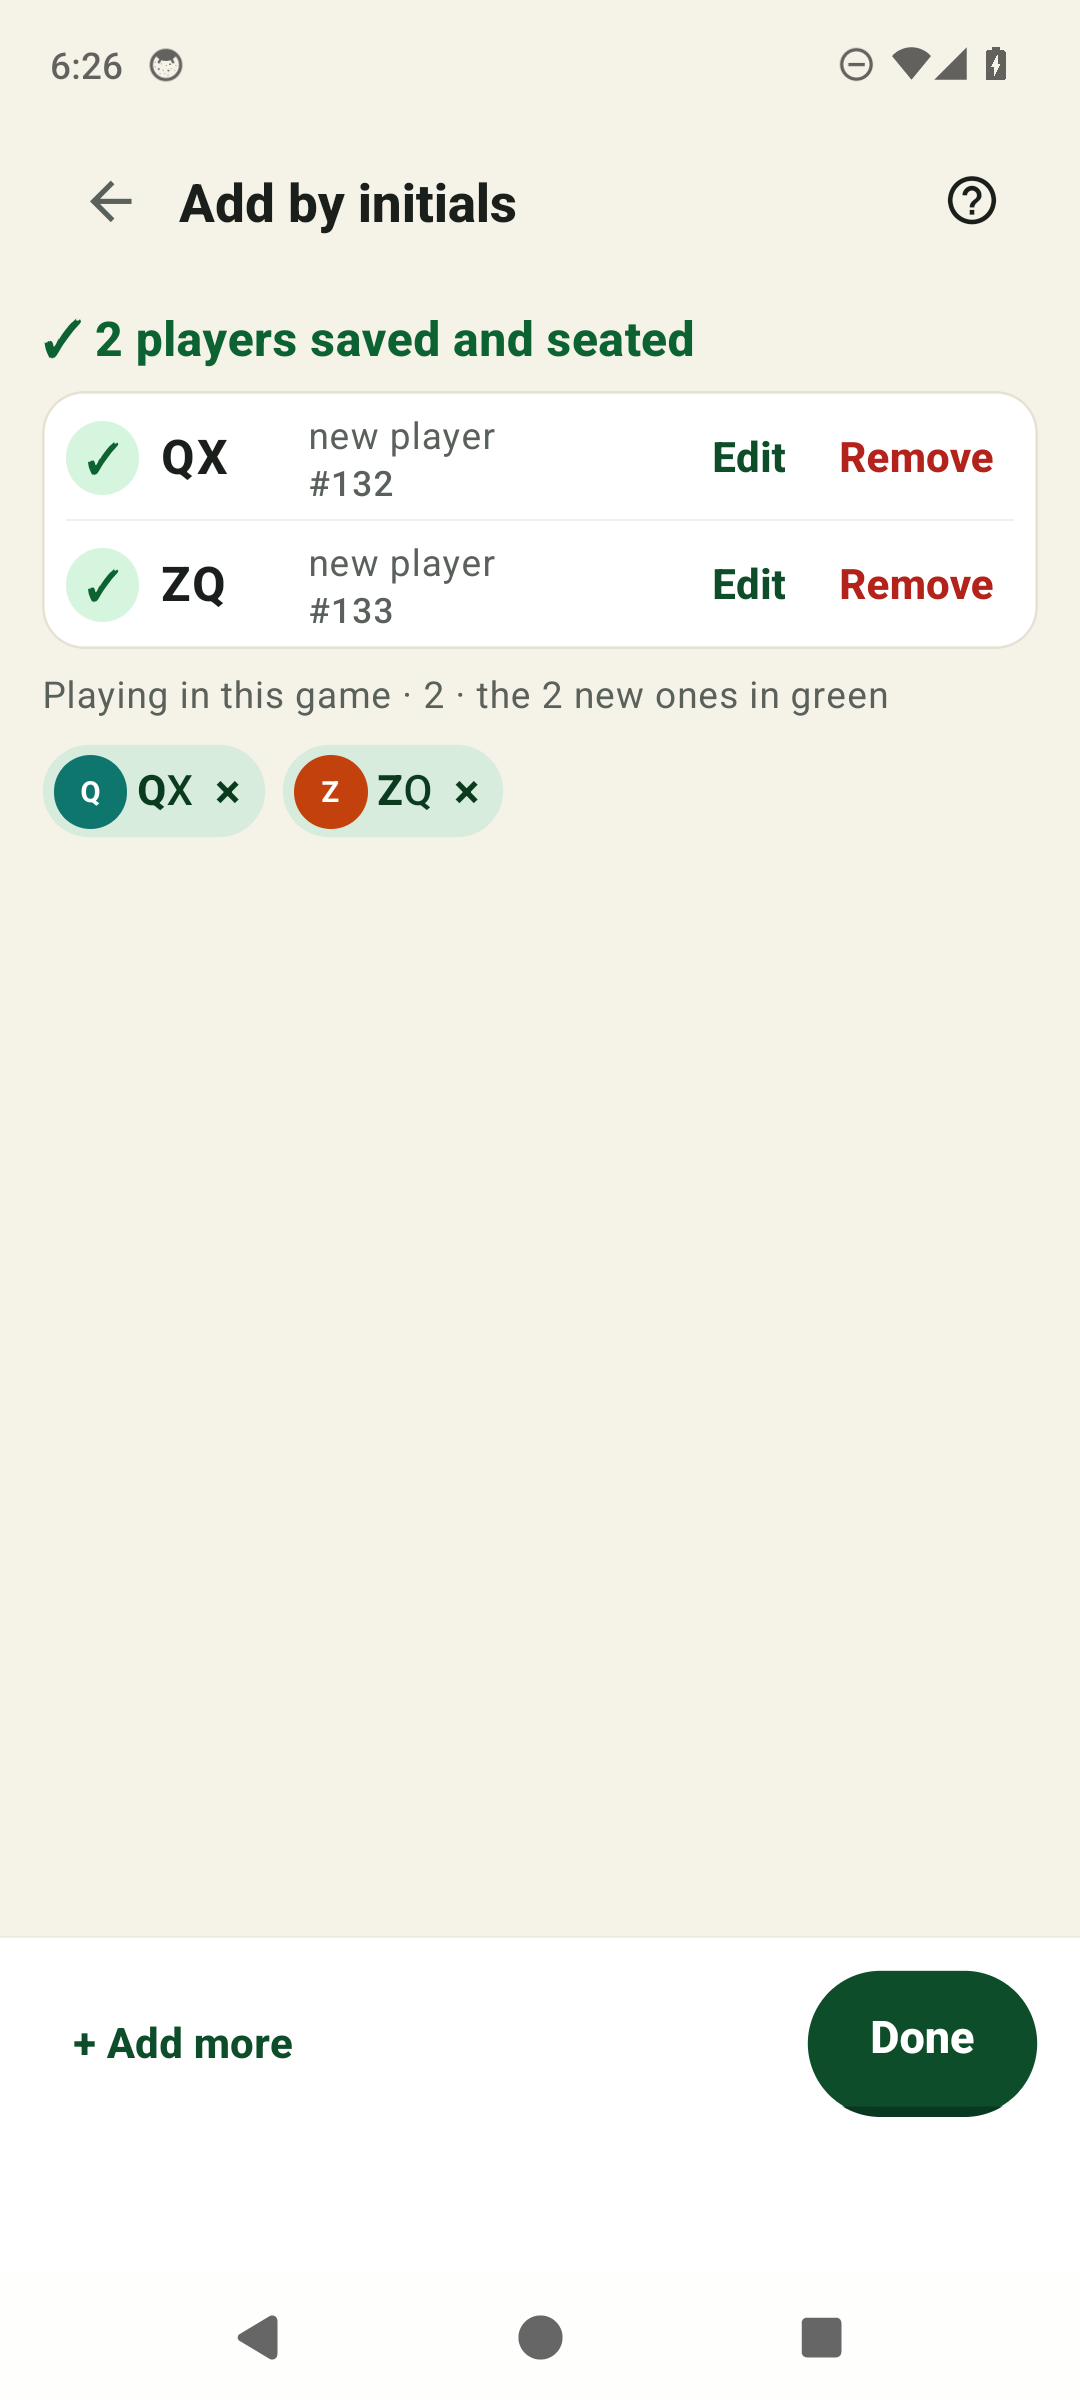 6:26
Add by initials
✓ 2 players saved and seated
✓ QX new player #132 Edit Remove
✓ ZQ new player #133 Edit Remove
Playing in this game · 2 · the 2 new ones in green
Q QX × Z ZQ ×
+ Add more Done